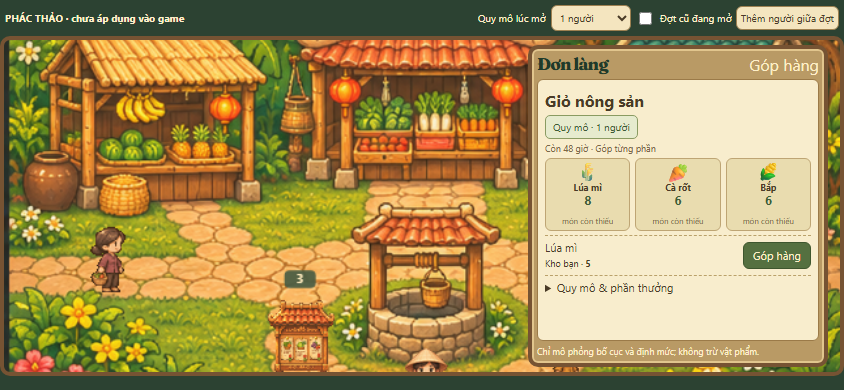 PHÁC THẢO · chưa áp dụng vào game
Quy mô lúc mở
1 người
Đợt cũ đang mở
Thêm người giữa đợt
Đơn làng
Góp hàng
Giỏ nông sản
Quy mô · 1 người
Còn 48 giờ · Góp từng phần
Lúa mì
8
món còn thiếu
Cà rốt
6
món còn thiếu
Bắp
6
món còn thiếu
Lúa mì
Kho bạn · 5
Góp hàng
Quy mô & phần thưởng
Chỉ mô phỏng bố cục và định mức; không trừ vật phẩm.
3